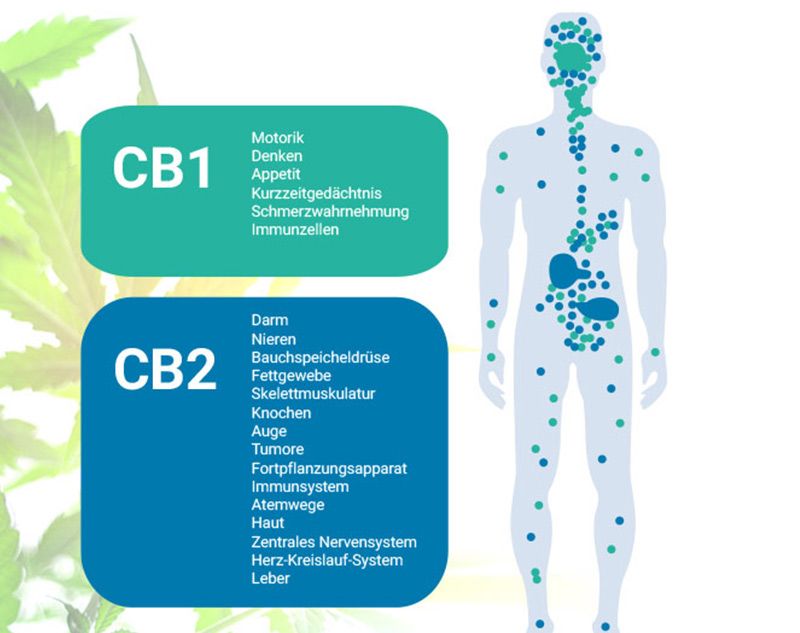 CB1
Motorik
Denken
Appetit
Kurzzeitgedächtnis
Schmerzwahrnehmung
Immunzellen
CB2
Darm
Nieren
Bauchspeicheldrüse
Fettgewebe
Skelettmuskulatur
Knochen
Auge
Tumore
Fortpflanzungsapparat
Immunsystem
Atemwege
Haut
Zentrales Nervensystem
Herz-Kreislauf-System
Leber